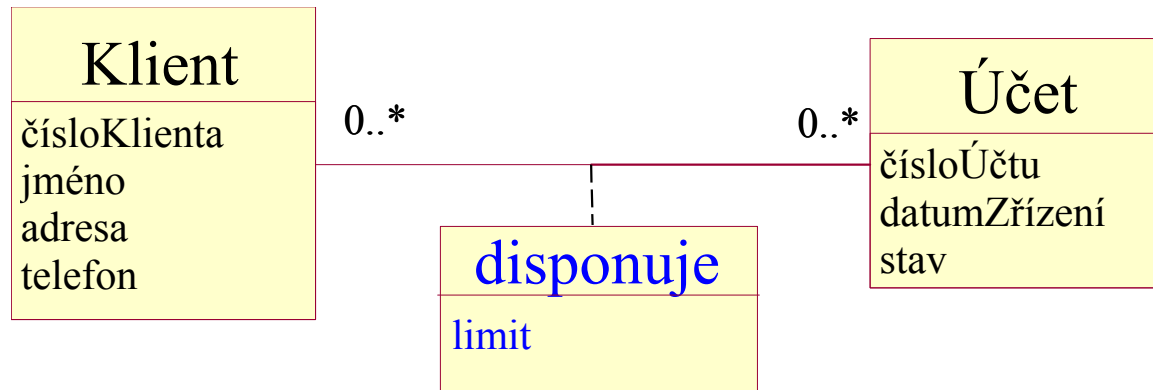 Klient
čísloKlienta
jméno
adresa
telefon
0..*
0..*
Účet
čísloÚčtu
datumZřízení
stav
disponuje
limit